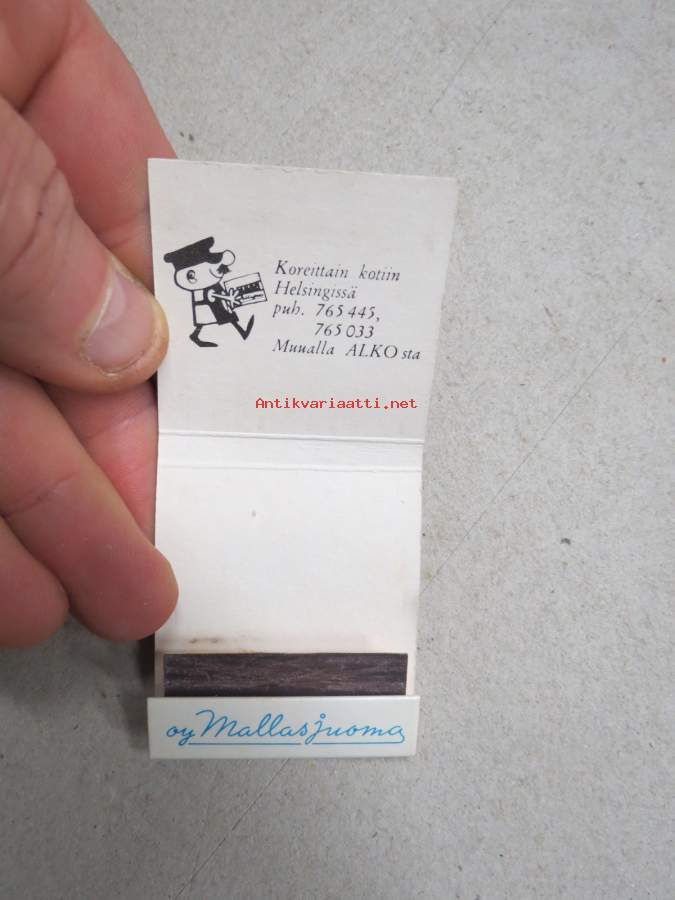 Koreittain kotiin
Helsingissä
puh. 765 445,
765 033
Muualla ALKO sta
Antikvariaatti.net
oy Mallasjuoma